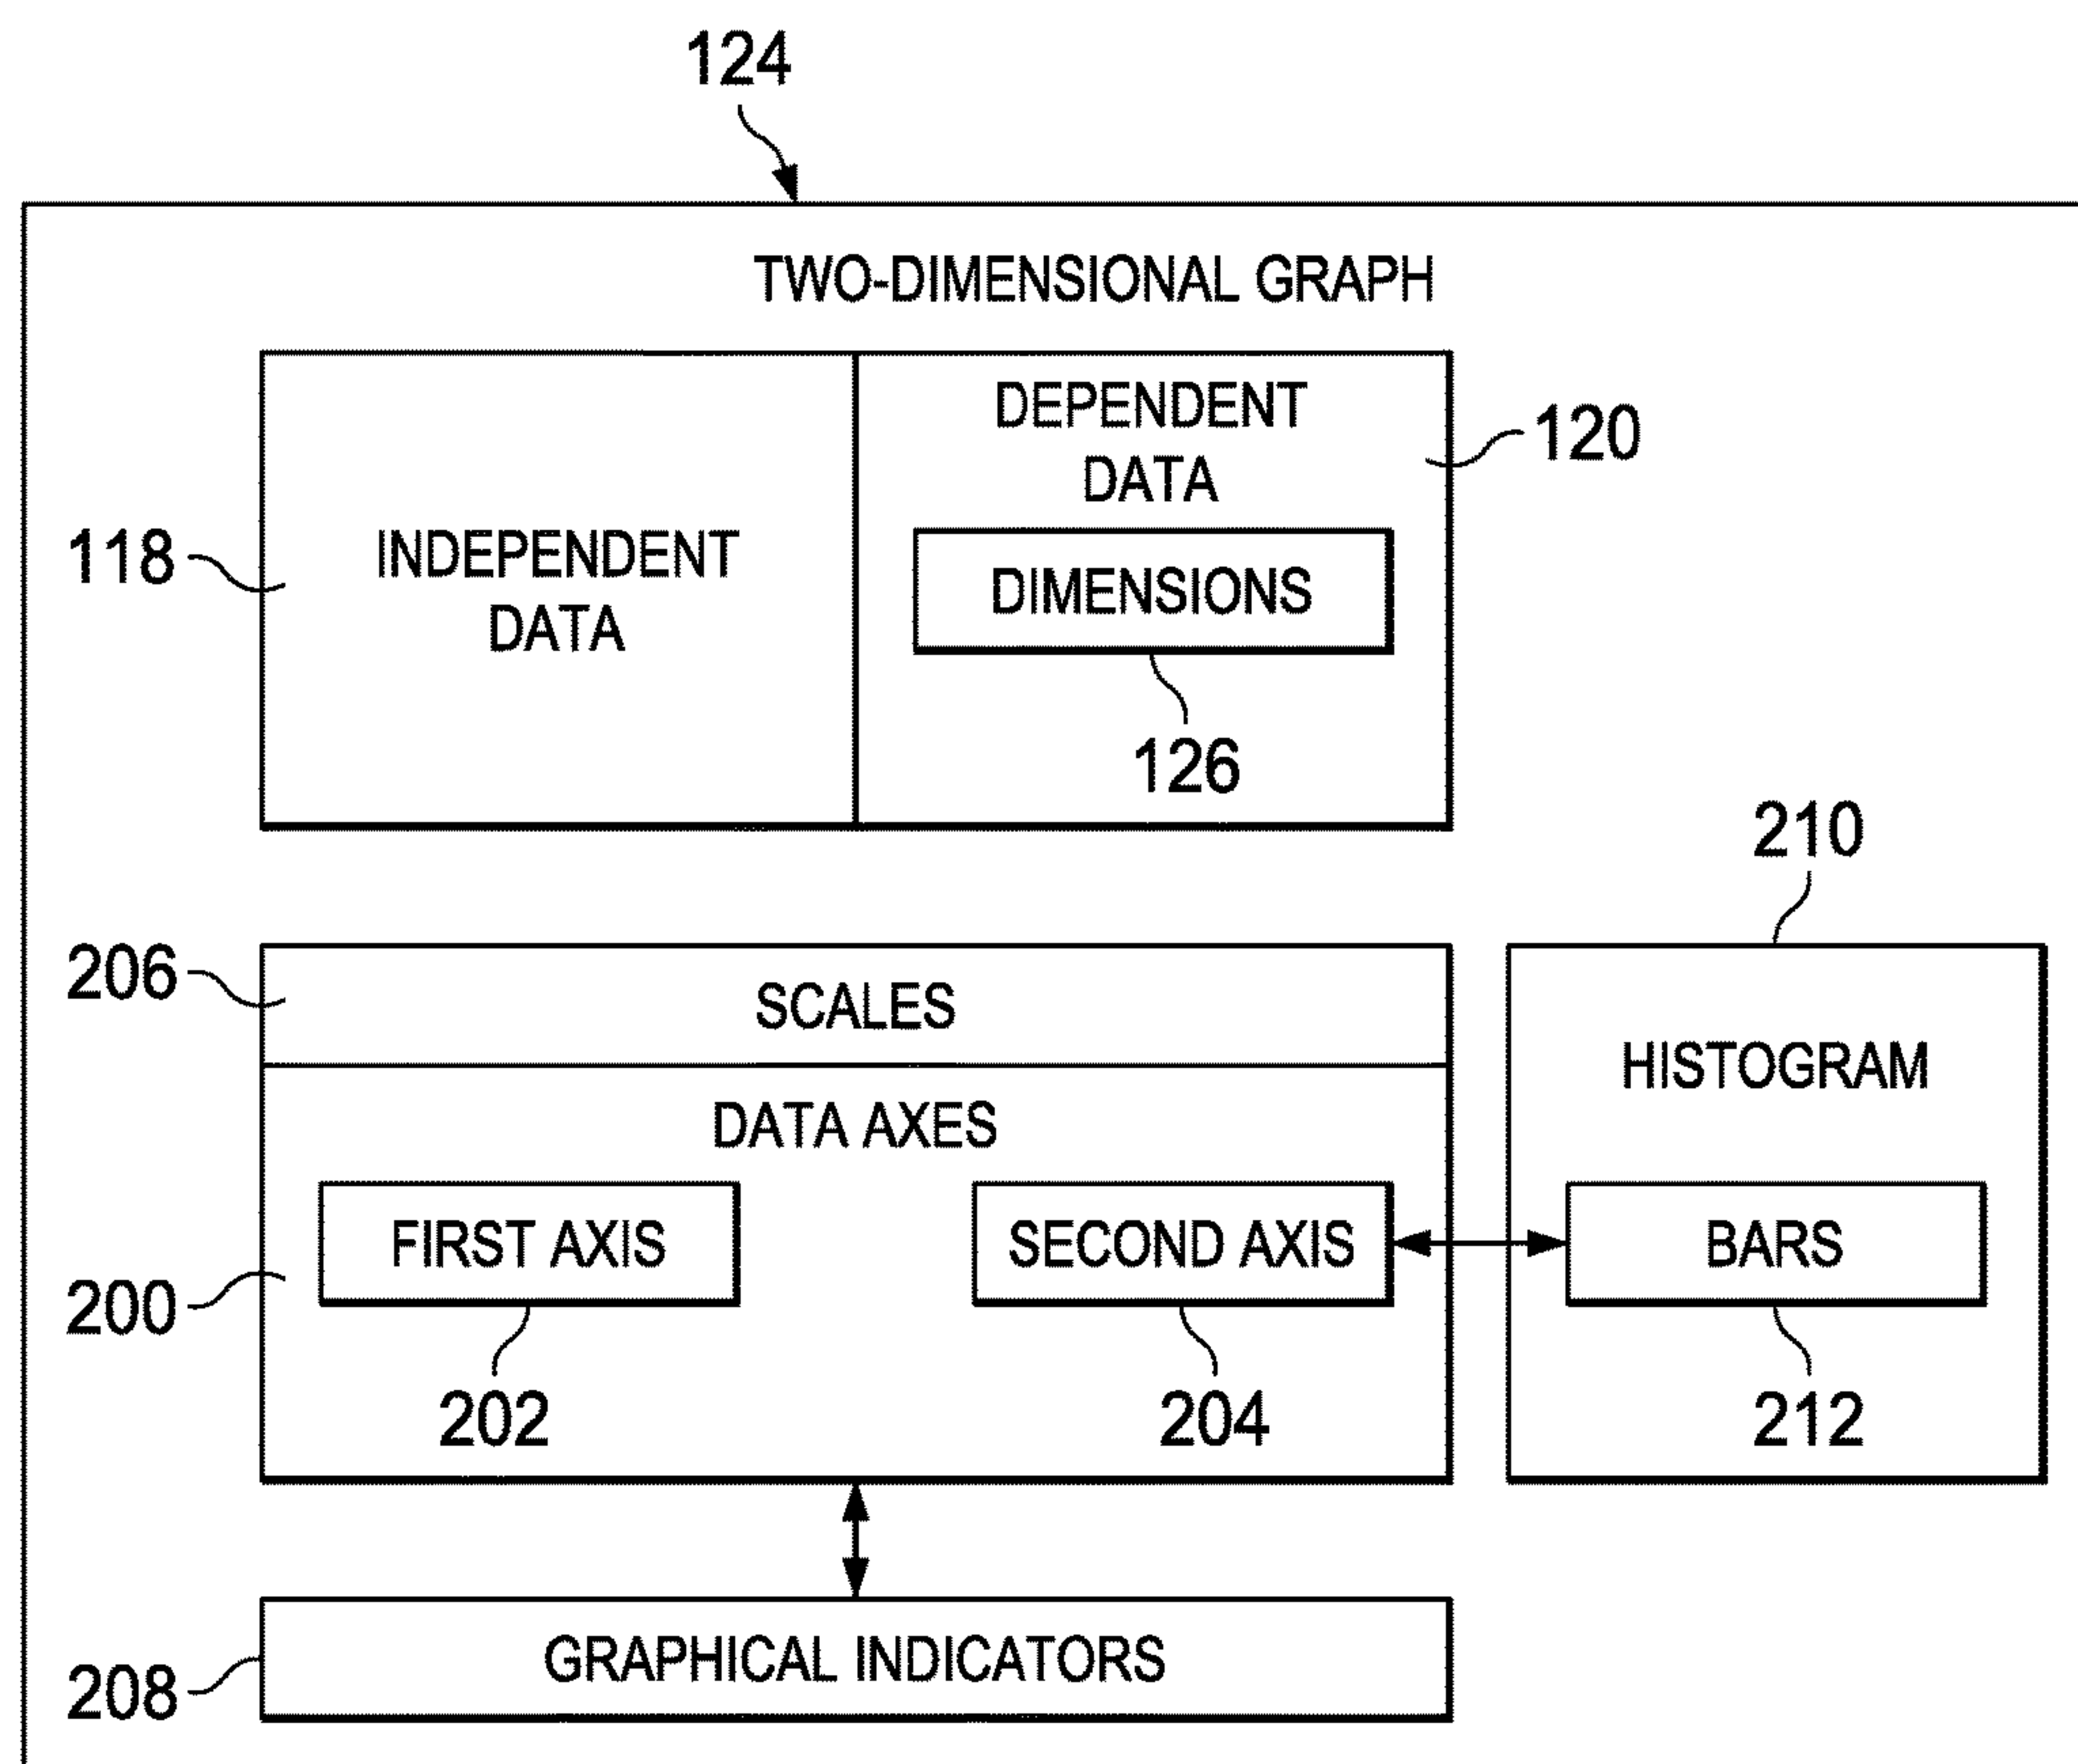 124
TWO-DIMENSIONAL GRAPH
118
INDEPENDENT
DATA
DEPENDENT
DATA
120
DIMENSIONS
126
210
206
SCALES
DATA AXES
HISTOGRAM
200
FIRST AXIS
SECOND AXIS
BARS
202
204
212
208
GRAPHICAL INDICATORS